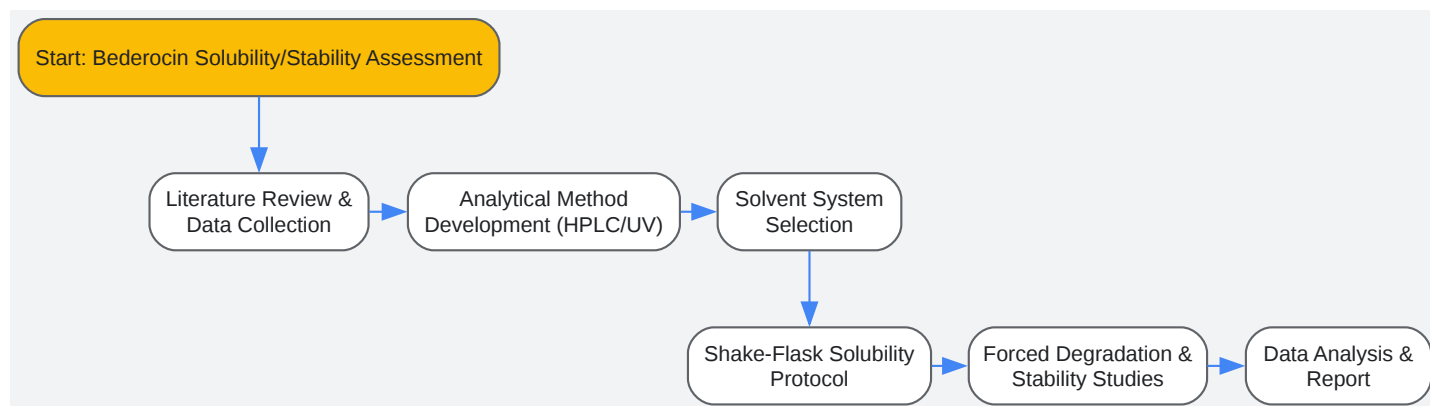 Start: Bederocin Solubility/Stability Assessment
Literature Review &
Data Collection
Analytical Method
Development (HPLC/UV)
Solvent System
Selection
Shake-Flask Solubility
Protocol
Forced Degradation &
Stability Studies
Data Analysis &
Report